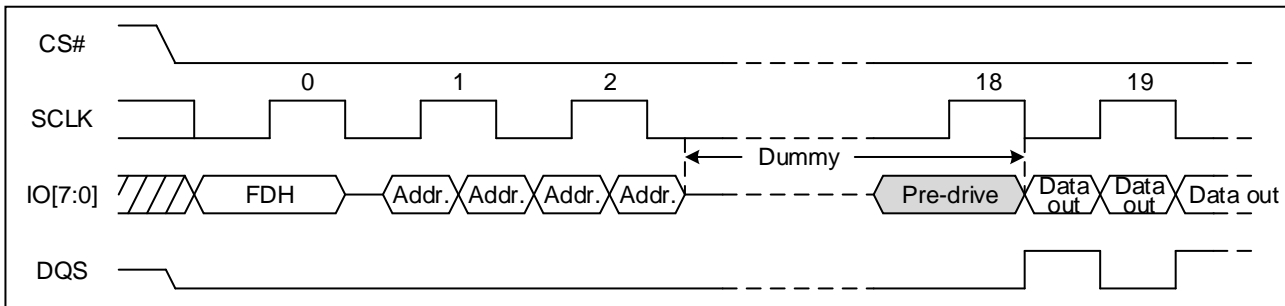 CS#
0 1 2 18 19
SCLK
Dummy
IO[7:0] FDH Addr. Addr. Addr. Addr. Pre-drive Data out Data out Data out
DQS